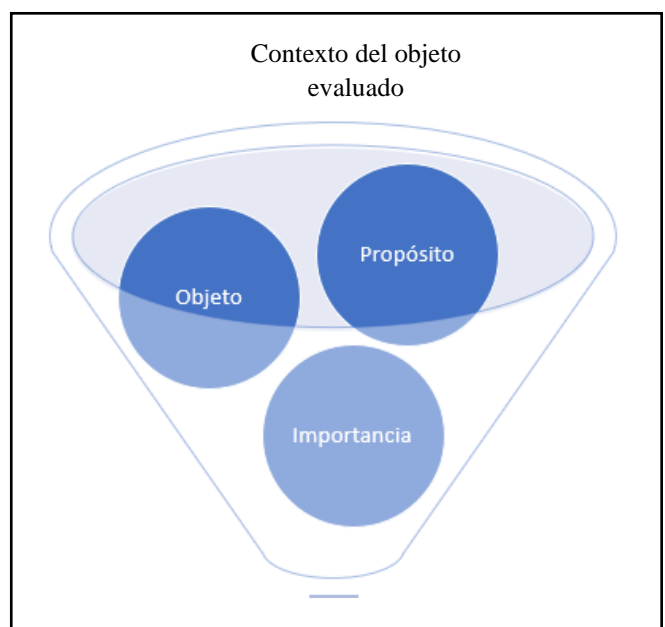 Contexto del objeto
evaluado
Propósito
Objeto
Importancia